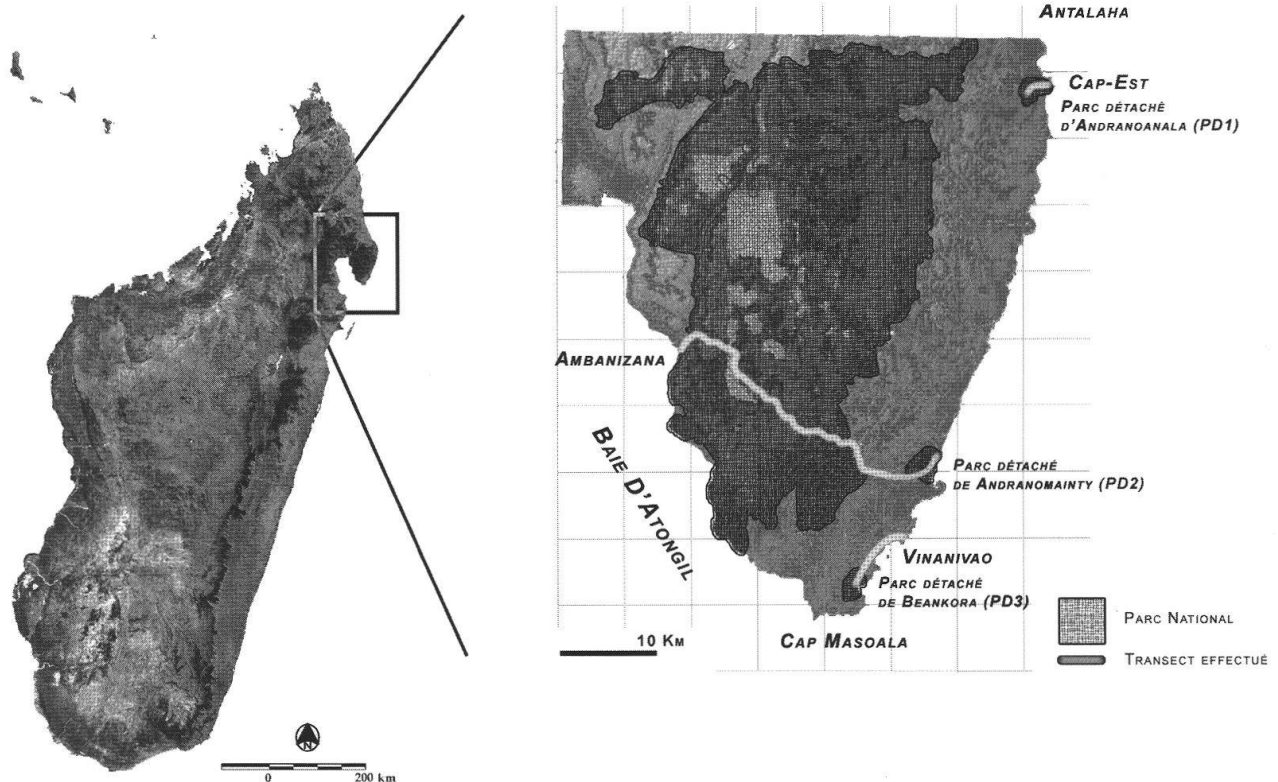 ANTALAHA
CAP-EST
PARC DÉTACHÉ
D'ANDRANOANALA (PD1)
AMBANIZANA
BAIE D'ATONGIL
PARC DÉTACHÉ
DE ANDRANOMAINTY (PD2)
VINANIVAO
PARC DÉTACHÉ
DE BEANKORA (PD3)
CAP MASOALA
10 KM
PARC NATIONAL
TRANSECT EFFECTUÉ
N
0 200 km